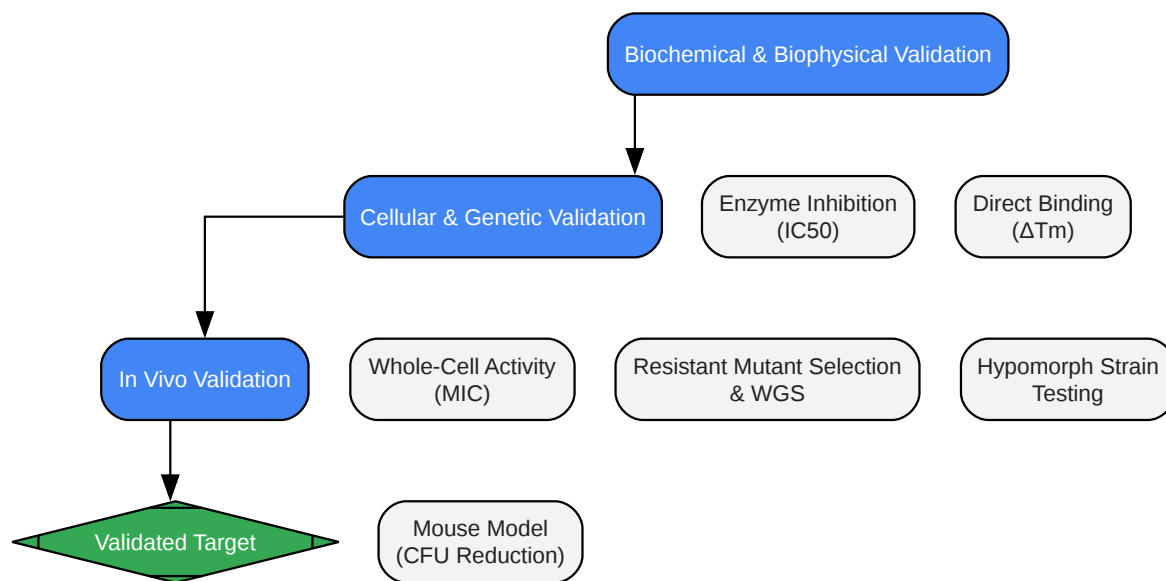 Biochemical & Biophysical Validation
Cellular & Genetic Validation
Enzyme Inhibition
(IC50)
Direct Binding
(ΔTm)
In Vivo Validation
Whole-Cell Activity
(MIC)
Resistant Mutant Selection
& WGS
Hypomorph Strain
Testing
Validated Target
Mouse Model
(CFU Reduction)